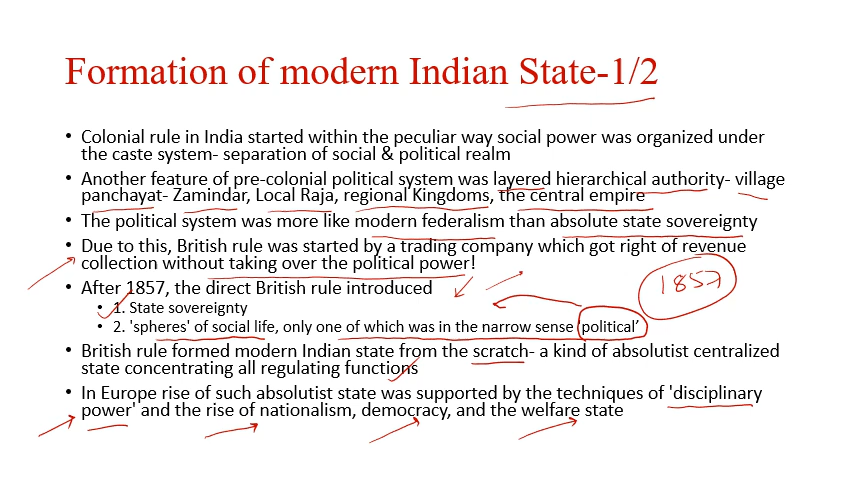 Formation of modern Indian State-1/2
• Colonial rule in India started within the peculiar way social power was organized under
the caste system- separation of social & political realm
• Another feature of pre-colonial political system was layered hierarchical authority- village
panchayat- Zamindar, Local Raja, regional Kingdoms, the central empire
• The political system was more like modern federalism than absolute state sovereignty
• Due to this, British rule was started by a trading company which got right of revenue
collection without taking over the political power!
1857
• After 1857, the direct British rule introduced
• 1. State sovereignty
• 2. 'spheres' of social life, only one of which was in the narrow sense 'political’
• British rule formed modern Indian state from the scratch- a kind of absolutist centralized
state concentrating all regulating functions
• In Europe rise of such absolutist state was supported by the techniques of 'disciplinary
power' and the rise of nationalism, democracy, and the welfare state